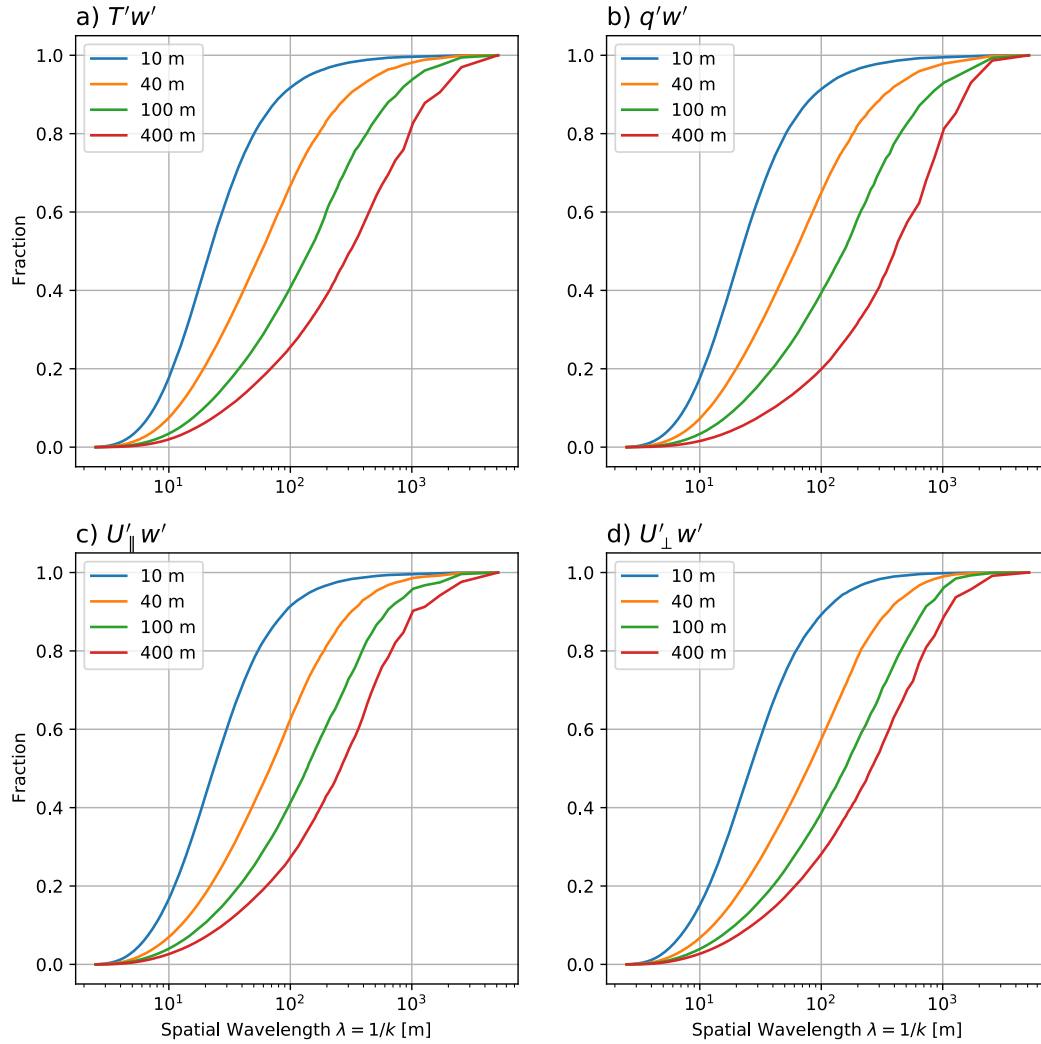 a) T′w′
b) q′w′
10 m
40 m
100 m
400 m
10 m
40 m
100 m
400 m
Fraction
1.0
0.8
0.6
0.4
0.2
0.0
1.0
0.8
0.6
0.4
0.2
0.0
10¹ 10² 10³
10¹ 10² 10³
c) U′∥ w′
d) U′⊥ w′
10 m
40 m
100 m
400 m
10 m
40 m
100 m
400 m
Fraction
1.0
0.8
0.6
0.4
0.2
0.0
1.0
0.8
0.6
0.4
0.2
0.0
10¹ 10² 10³
10¹ 10² 10³
Spatial Wavelength λ = 1/k [m]
Spatial Wavelength λ = 1/k [m]